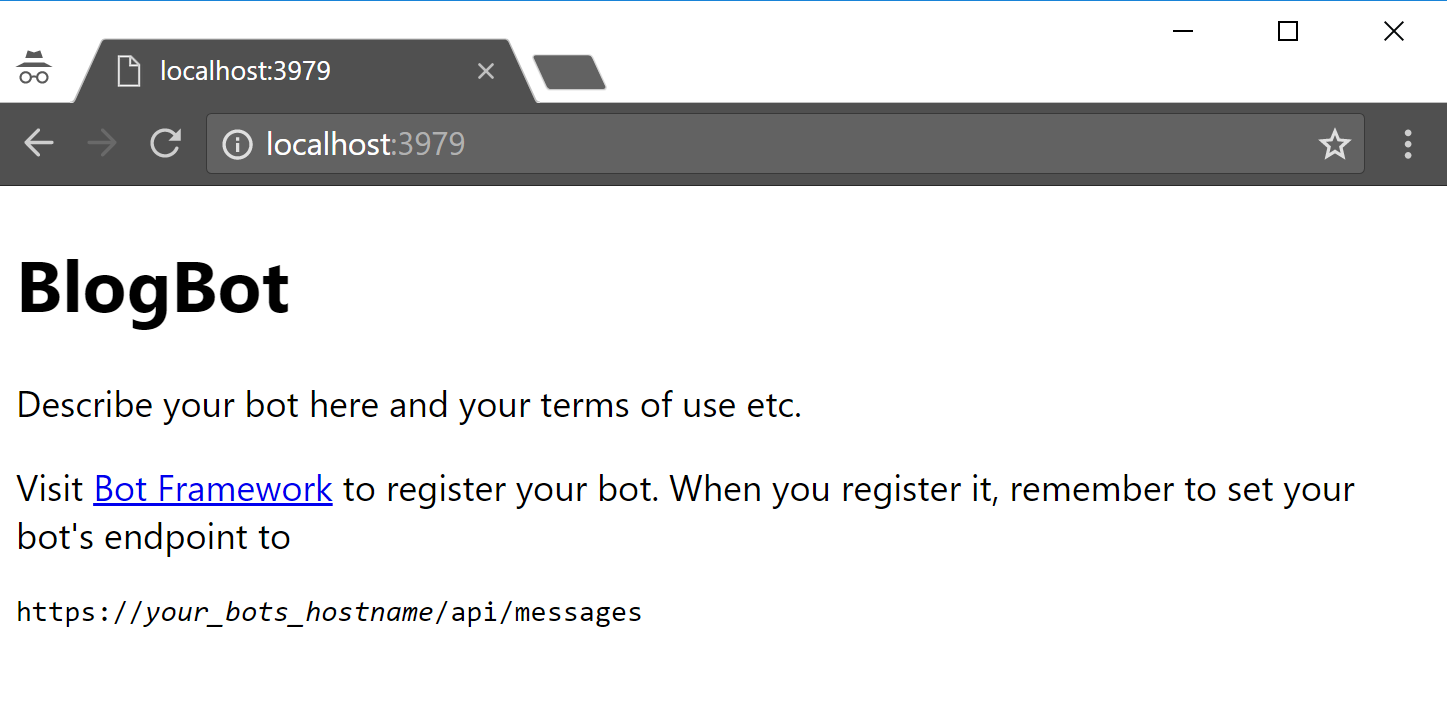 localhost:3979
localhost:3979
BlogBot
Describe your bot here and your terms of use etc.
Visit Bot Framework to register your bot. When you register it, remember to set your
bot's endpoint to
https://your_bots_hostname/api/messages